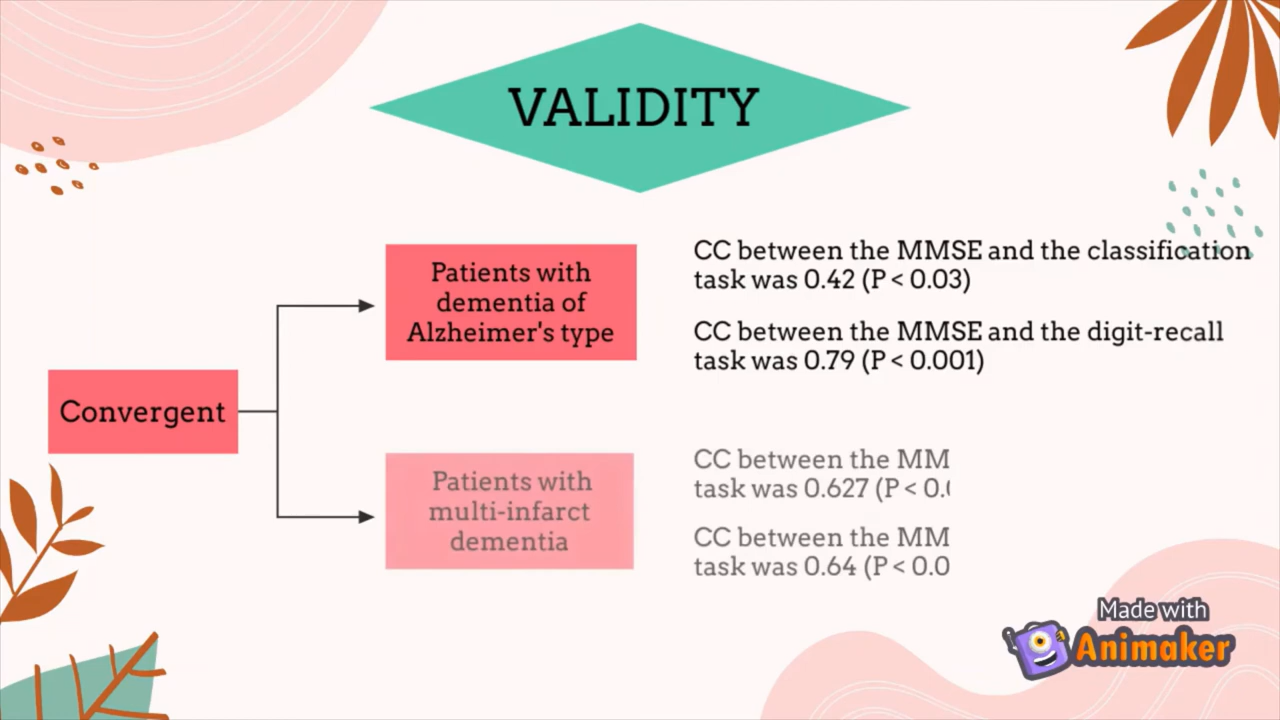 VALIDITY
Convergent
Patients with
dementia of
Alzheimer's type
CC between the MMSE and the classification
task was 0.42 (P < 0.03)
CC between the MMSE and the digit-recall
task was 0.79 (P < 0.001)
Patients with
multi-infarct
dementia
CC between the MM
task was 0.627 (P < 0.
CC between the MM
task was 0.64 (P < 0.0
Made with
Animaker